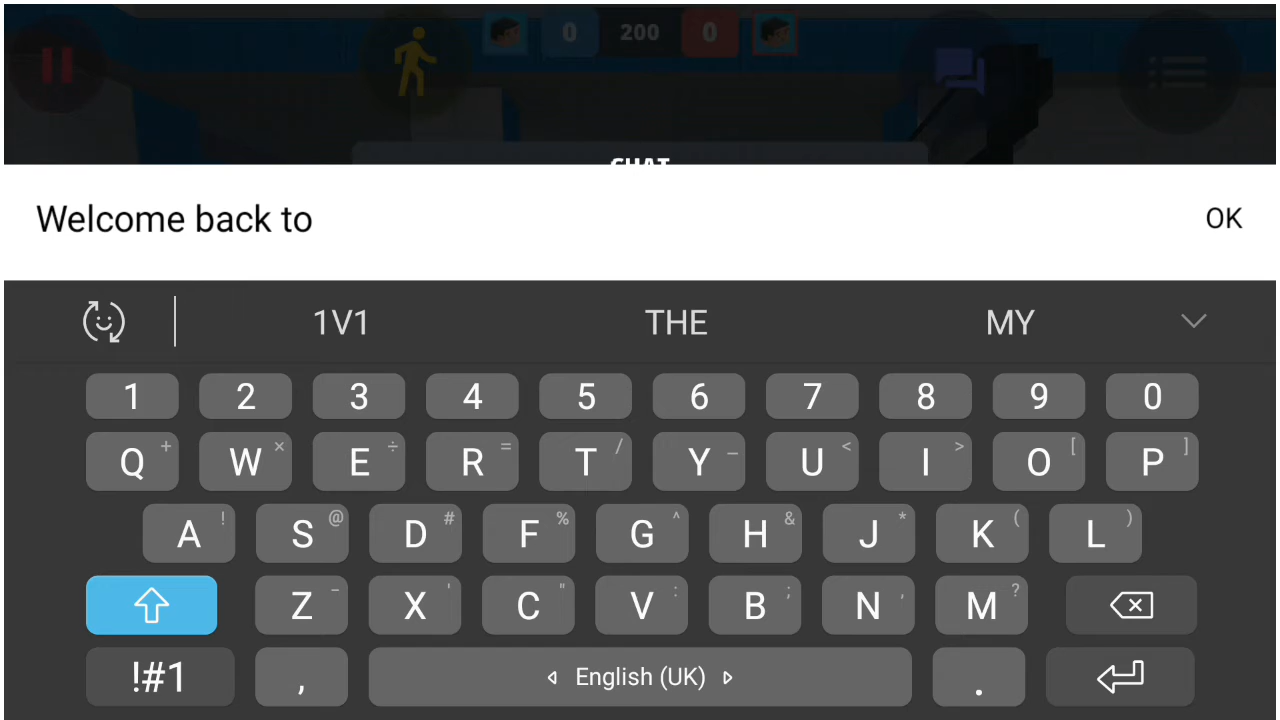 0 200 0
CHAT
Welcome back to OK
1V1 THE MY
1 2 3 4 5 6 7 8 9 0
Q + W × E ÷ R = T / Y _ U < I > O [ P ]
A ! S @ D # F % G ^ H & J * K ( L )
Z - X ' C " V : B ; N , M ?
!#1 , English (UK) .